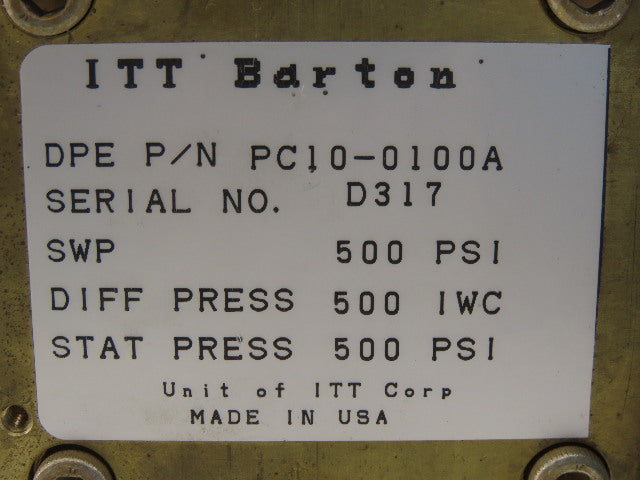 ITT Barton
DPE P/N PC10-0100A
SERIAL NO. D317
SWP 500 PSI
DIFF PRESS 500 IWC
STAT PRESS 500 PSI
Unit of ITT Corp
MADE IN USA